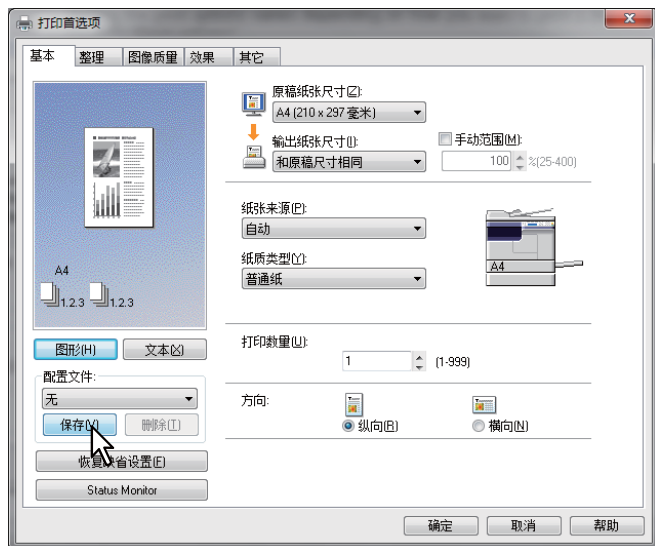 打印首选项
基本 整理 图像质量 效果 其它
原稿纸张尺寸(Z):
A4 (210 x 297 毫米)
输出纸张尺寸(I):
和原稿尺寸相同
手动范围(M):
100 %(25-400)
纸张来源(P):
自动
纸质类型(Y):
普通纸
A4
A4
1.2.3 1.2.3
图形(H) 文本(X)
打印数量(U):
1 (1-999)
配置文件:
无
保存(V) 删除(T)
方向:
纵向(R) 横向(N)
恢复缺省设置(F)
Status Monitor
确定 取消 帮助